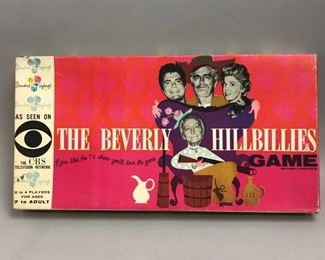 AS SEEN ON
THE CBS
TELEVISION NETWORK
2 to 4 PLAYERS
FOR AGES
7 to ADULT
THE BEVERLY HILLBILLIES
If you like the TV show you'll love the game
GAME